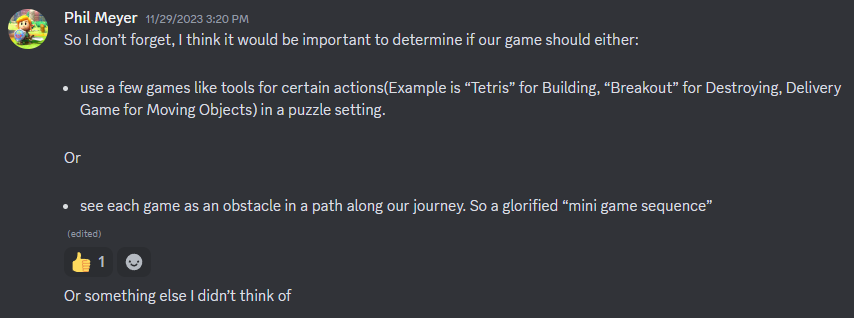 Phil Meyer 11/29/2023 3:20 PM
So I don’t forget, I think it would be important to determine if our game should either:
• use a few games like tools for certain actions(Example is “Tetris” for Building, “Breakout” for Destroying, Delivery
Game for Moving Objects) in a puzzle setting.
Or
• see each game as an obstacle in a path along our journey. So a glorified “mini game sequence”
(edited)
👍 1
Or something else I didn’t think of